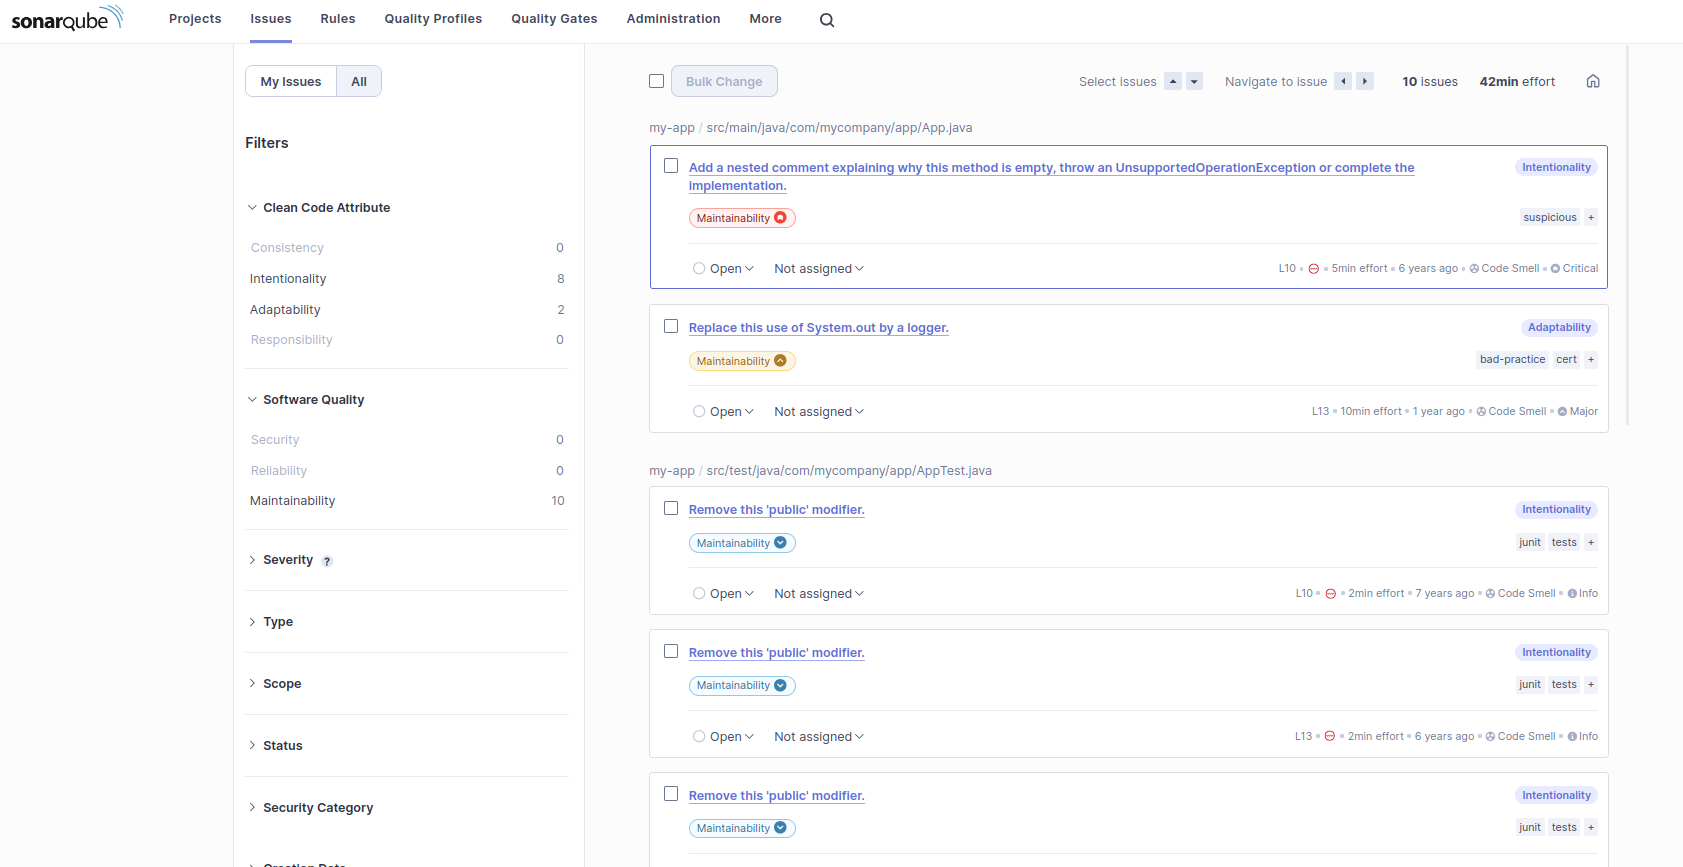 sonarqube Projects Issues Rules Quality Profiles Quality Gates Administration More
My Issues All
Filters
Clean Code Attribute
Consistency 0
Intentionality 8
Adaptability 2
Responsibility 0
Software Quality
Security 0
Reliability 0
Maintainability 10
Severity ?
Type
Scope
Status
Security Category
Creation Date
Bulk Change Select issues Navigate to issue 10 issues 42min effort
my-app / src/main/java/com/mycompany/app/App.java
Add a nested comment explaining why this method is empty, throw an UnsupportedOperationException or complete the Intentionality
implementation.
Maintainability suspicious +
Open Not assigned L10 5min effort 6 years ago Code Smell Critical
Replace this use of System.out by a logger. Adaptability
Maintainability bad-practice cert +
Open Not assigned L13 10min effort 1 year ago Code Smell Major
my-app / src/test/java/com/mycompany/app/AppTest.java
Remove this 'public' modifier. Intentionality
Maintainability junit tests +
Open Not assigned L10 2min effort 7 years ago Code Smell Info
Remove this 'public' modifier. Intentionality
Maintainability junit tests +
Open Not assigned L13 2min effort 6 years ago Code Smell Info
Remove this 'public' modifier. Intentionality
Maintainability junit tests +